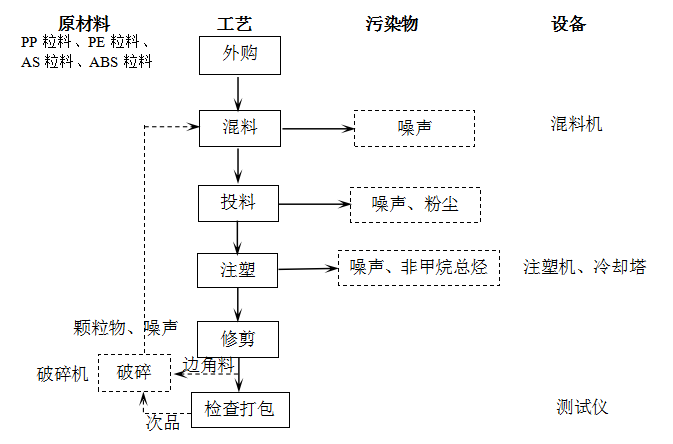 原材料 工艺 污染物 设备
PP 粒料、PE 粒料、
AS 粒料、ABS 粒料
外购
混料
噪声
混料机
投料
噪声、粉尘
注塑
噪声、非甲烷总烃
注塑机、冷却塔
颗粒物、噪声
修剪
边角料
破碎机
破碎
次品
检查打包
测试仪